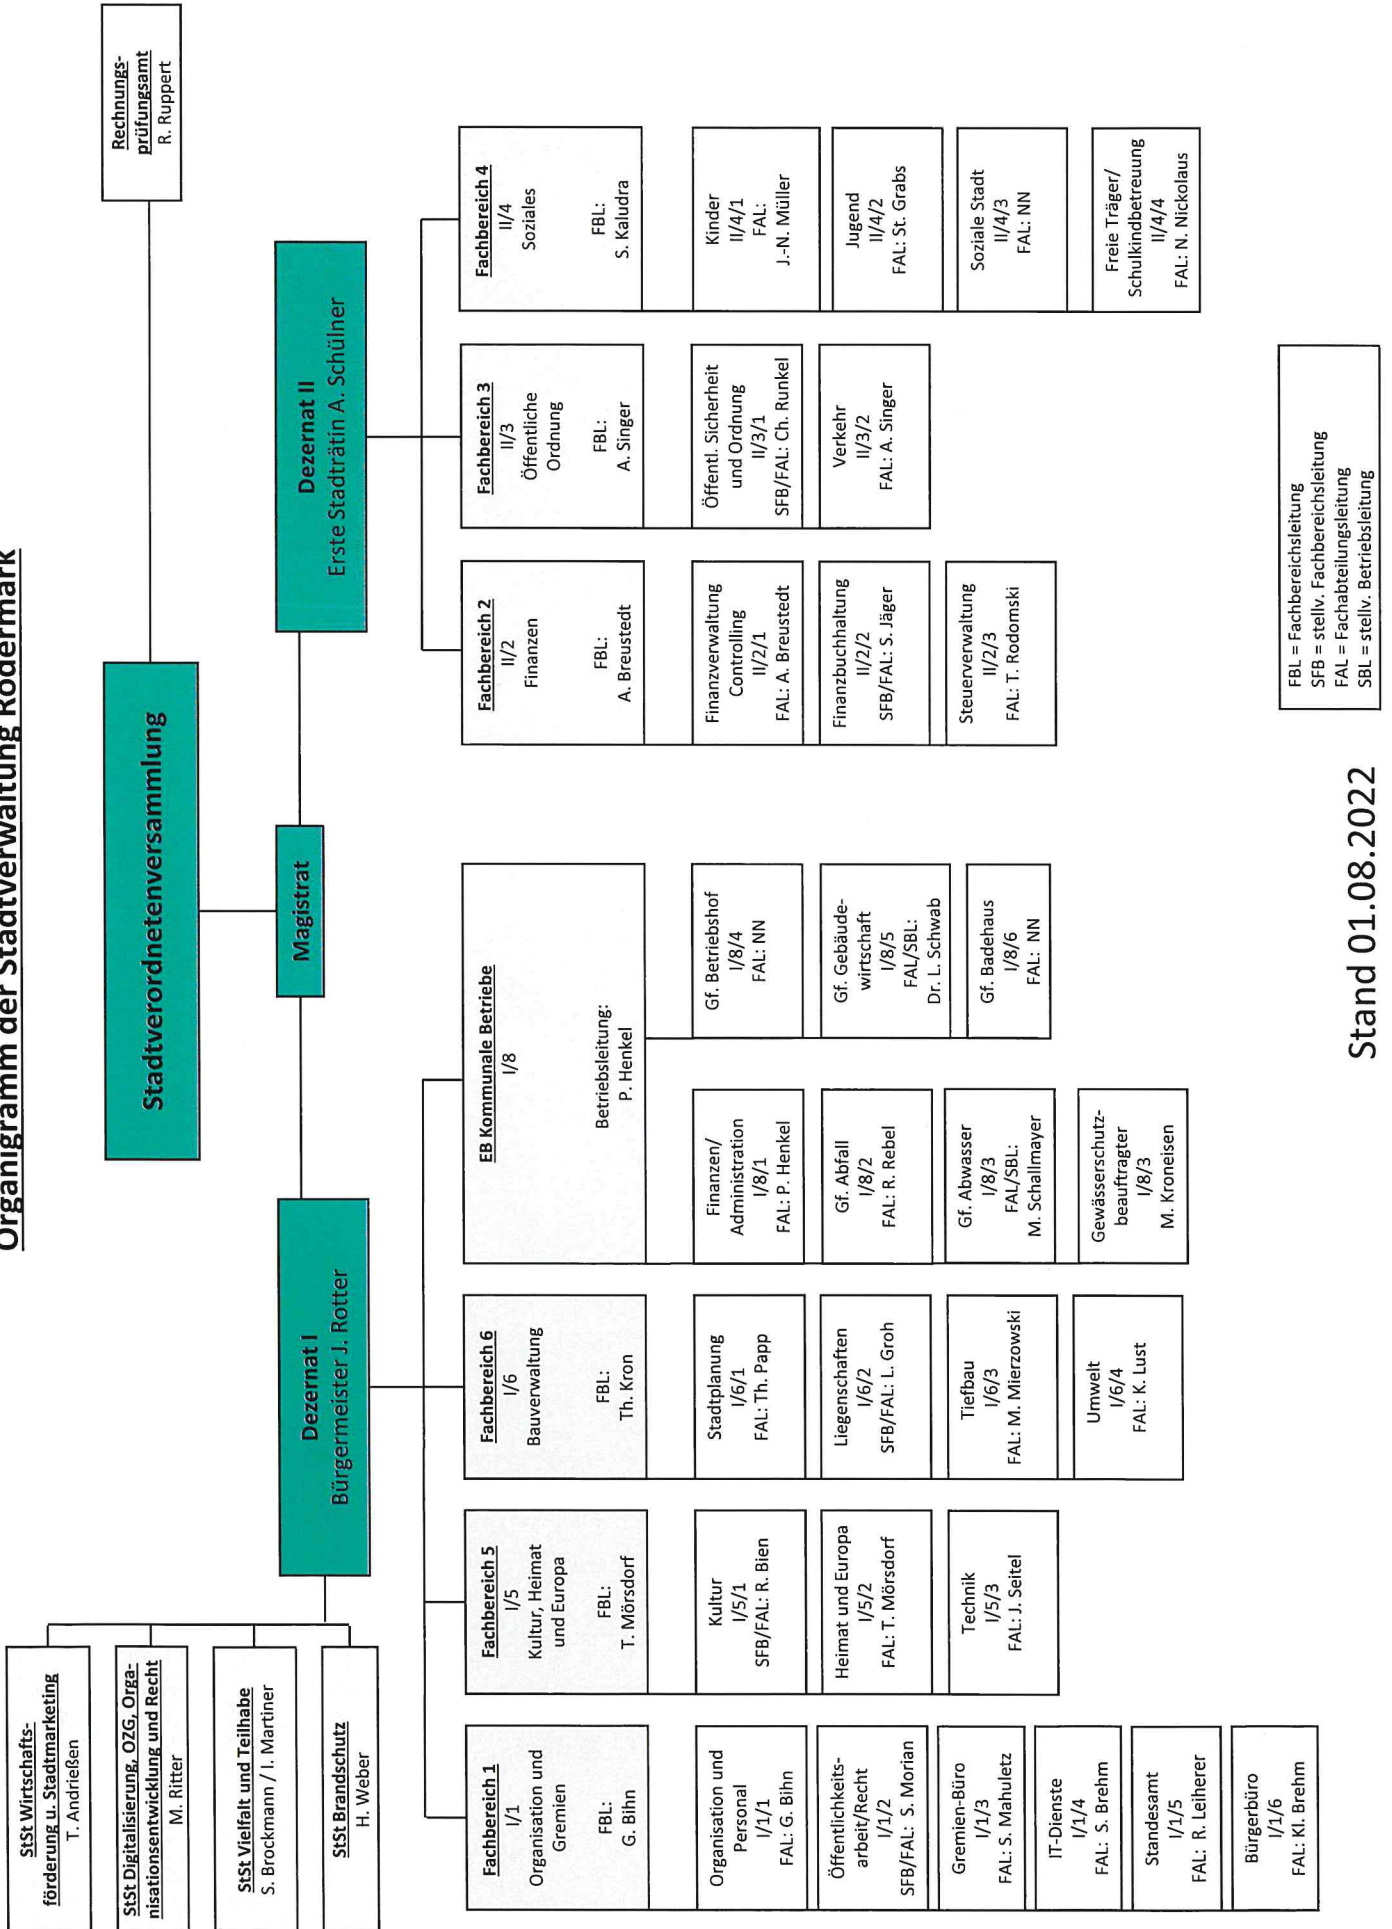 Organigramm der Stadtverwaltung Rödermark
Stadtverordnetenversammlung
Rechnungs-
prüfungsamt
R. Ruppert
Magistrat
StSt Wirtschafts-
förderung u. Stadtmarketing
T. Andrießen
StSt Digitalisierung, OZG, Orga-
nisationsentwicklung und Recht
M. Ritter
StSt Vielfalt und Teilhabe
S. Brockmann / I. Martiner
StSt Brandschutz
H. Weber
Dezernat I
Bürgermeister J. Rotter
Dezernat II
Erste Stadträtin A. Schülner
Fachbereich 1
I/1
Organisation und
Gremien
FBL:
G. Bihn
Organisation und
Personal
I/1/1
FAL: G. Bihn
Öffentlichkeits-
arbeit/Recht
I/1/2
SFB/FAL: S. Morian
Gremien-Büro
I/1/3
FAL: S. Mahuletz
IT-Dienste
I/1/4
FAL: S. Brehm
Standesamt
I/1/5
FAL: R. Leiherer
Bürgerbüro
I/1/6
FAL: Kl. Brehm
Fachbereich 5
I/5
Kultur, Heimat
und Europa
FBL:
T. Mörsdorf
Kultur
I/5/1
SFB/FAL: R. Bien
Heimat und Europa
I/5/2
FAL: T. Mörsdorf
Technik
I/5/3
FAL: J. Seitel
Fachbereich 6
I/6
Bauverwaltung
FBL:
Th. Kron
Stadtplanung
I/6/1
FAL: Th. Papp
Liegenschaften
I/6/2
SFB/FAL: L. Groh
Tiefbau
I/6/3
FAL: M. Mierzowski
Umwelt
I/6/4
FAL: K. Lust
EB Kommunale Betriebe
I/8
Betriebsleitung:
P. Henkel
Finanzen/
Administration
I/8/1
FAL: P. Henkel
Gf. Abfall
I/8/2
FAL: R. Rebel
Gf. Abwasser
I/8/3
FAL/SBL:
M. Schallmayer
Gewässerschutz-
beauftragter
I/8/3
M. Kroneisen
Gf. Betriebshof
I/8/4
FAL: NN
Gf. Gebäude-
wirtschaft
I/8/5
FAL/SBL:
Dr. L. Schwab
Gf. Badehaus
I/8/6
FAL: NN
Fachbereich 2
II/2
Finanzen
FBL:
A. Breustedt
Finanzverwaltung
Controlling
II/2/1
FAL: A. Breustedt
Finanzbuchhaltung
II/2/2
SFB/FAL: S. Jäger
Steuerverwaltung
II/2/3
FAL: T. Rodomski
Fachbereich 3
II/3
Öffentliche
Ordnung
FBL:
A. Singer
Öffentl. Sicherheit
und Ordnung
II/3/1
SFB/FAL: Ch. Runkel
Verkehr
II/3/2
FAL: A. Singer
Fachbereich 4
II/4
Soziales
FBL:
S. Kaludra
Kinder
II/4/1
FAL:
J.-N. Müller
Jugend
II/4/2
FAL: St. Grabs
Soziale Stadt
II/4/3
FAL: NN
Freie Träger/
Schulkindbetreuung
II/4/4
FAL: N. Nickolaus
Stand 01.08.2022
FBL = Fachbereichsleitung
SFB = stellv. Fachbereichsleitung
FAL = Fachabteilungsleitung
SBL = stellv. Betriebsleitung